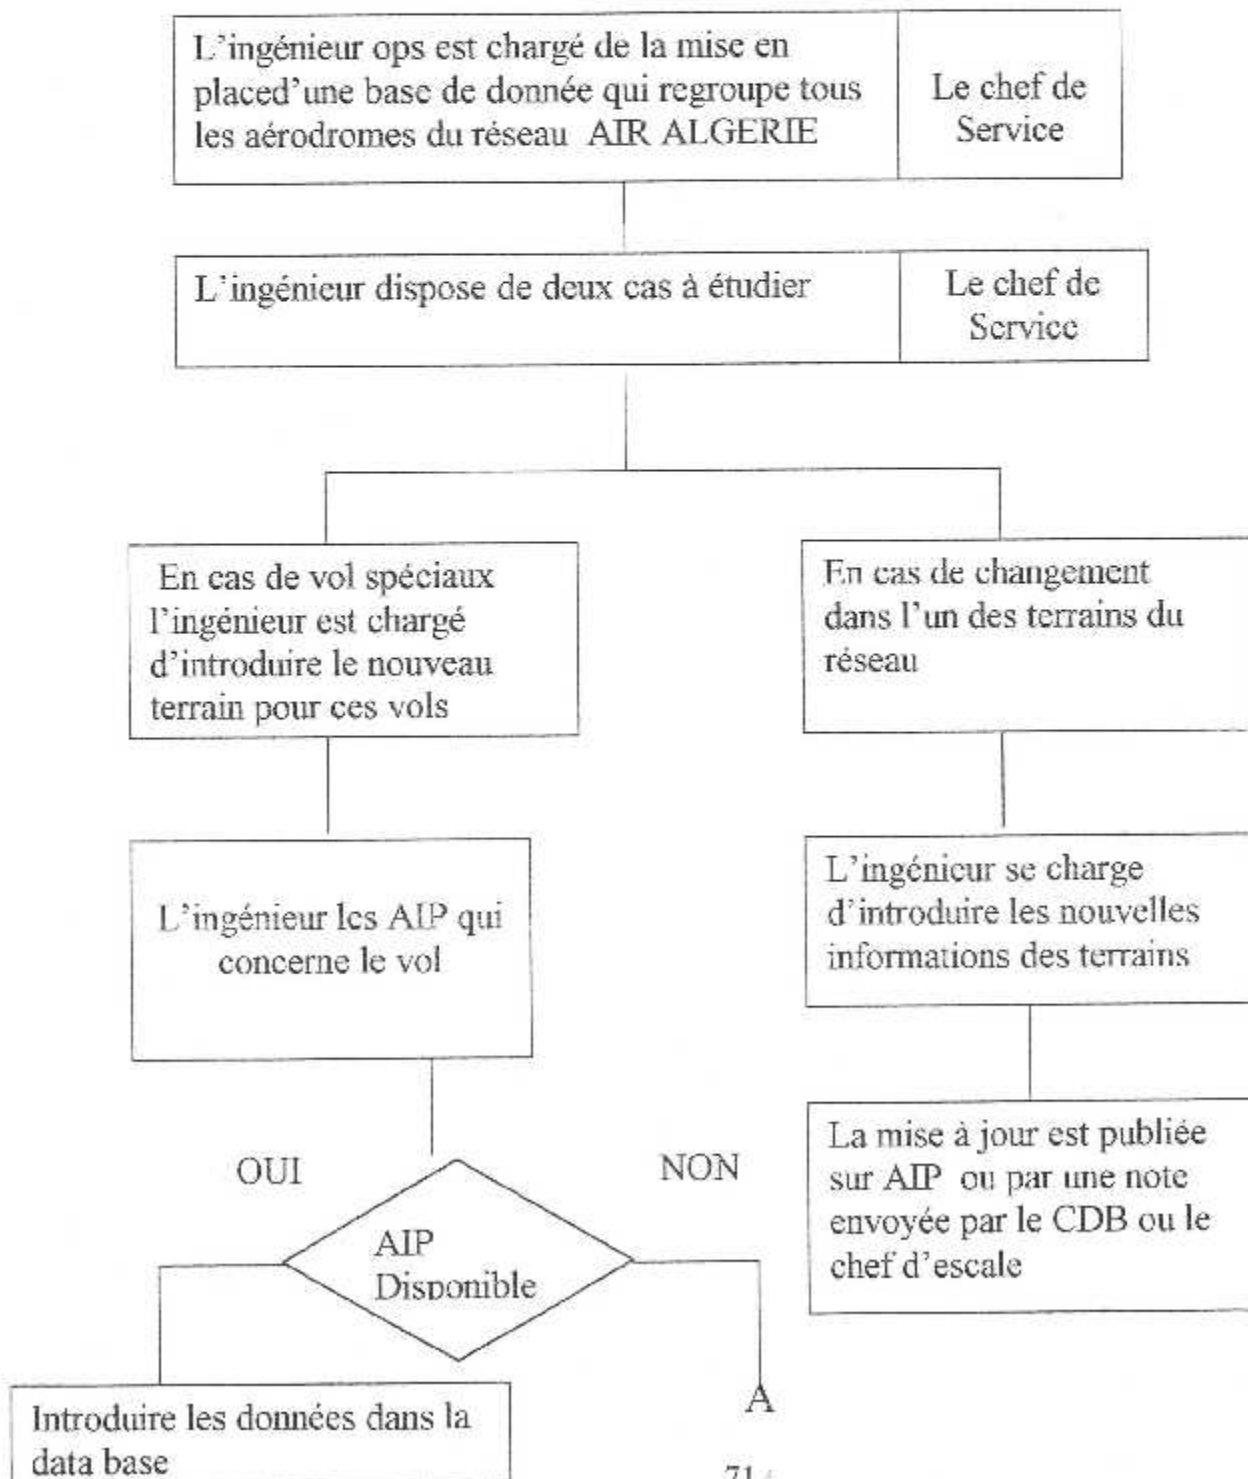 L'ingénieur ops est chargé de la mise en
placed'une base de donnée qui regroupe tous
les aérodromes du réseau AIR ALGERIE
Le chef de
Service
L'ingénieur dispose de deux cas à étudier
Le chef de
Service
En cas de vol spéciaux
l'ingénieur est chargé
d'introduire le nouveau
terrain pour ces vols
En cas de changement
dans l'un des terrains du
réseau
L'ingénieur les AIP qui
concerne le vol
L'ingénieur se charge
d'introduire les nouvelles
informations des terrains
La mise à jour est publiée
sur AIP ou par une note
envoyée par le CDB ou le
chef d'escale
OUI
NON
AIP
Disponible
A
Introduire les données dans la
data base
71